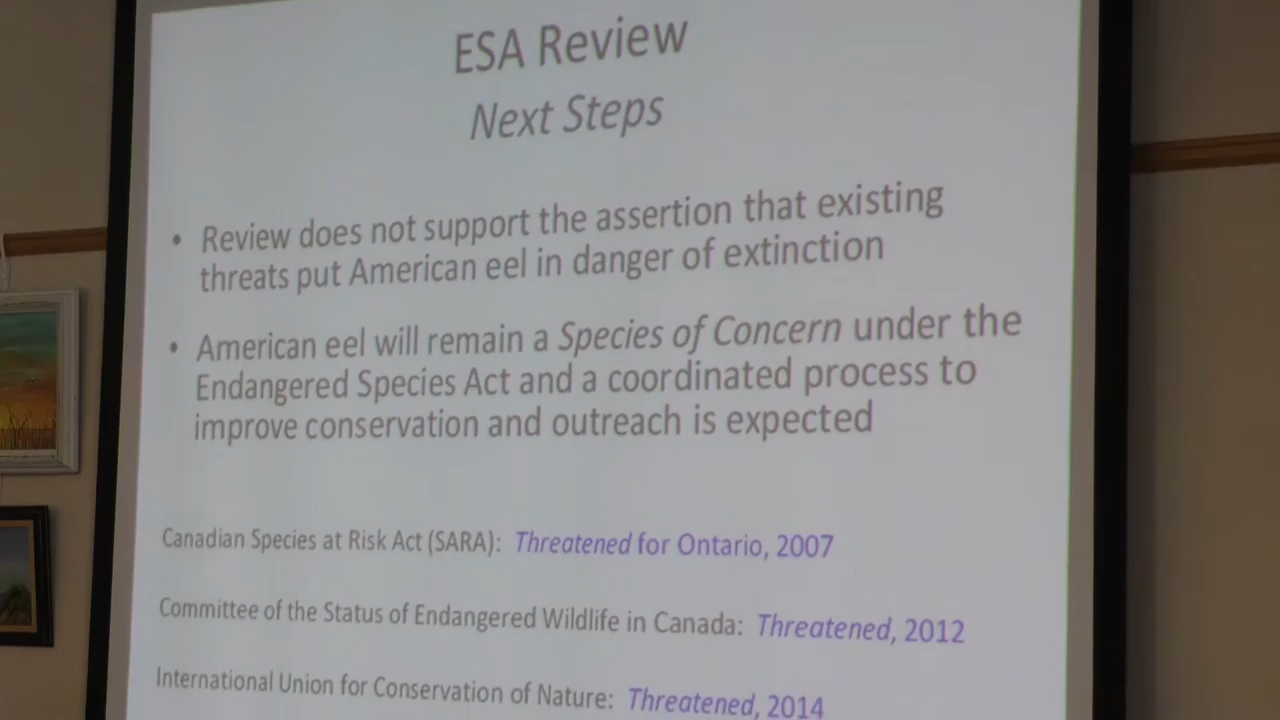 ESA Review
Next Steps
• Review does not support the assertion that existing
threats put American eel in danger of extinction
• American eel will remain a Species of Concern under the
Endangered Species Act and a coordinated process to
improve conservation and outreach is expected
Canadian Species at Risk Act (SARA): Threatened for Ontario, 2007
Committee of the Status of Endangered Wildlife in Canada: Threatened, 2012
International Union for Conservation of Nature: Threatened, 2014